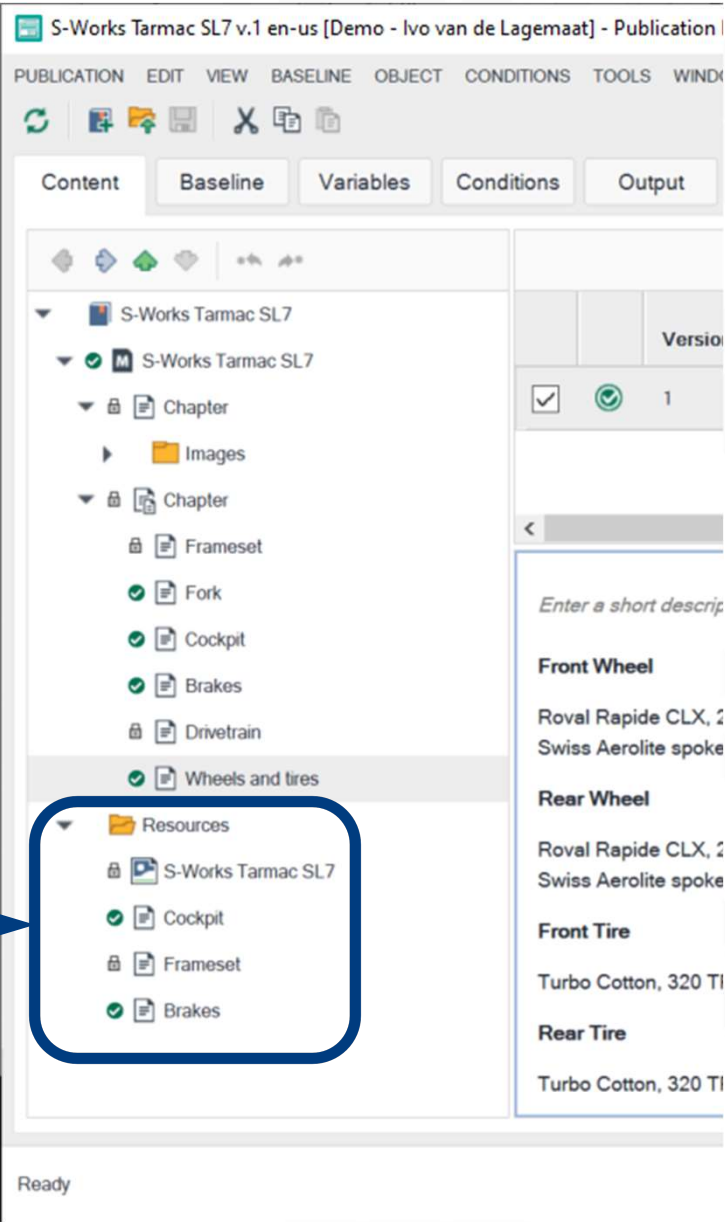 S-Works Tarmac SL7 v.1 en-us [Demo - Ivo van de Lagemaat] - Publication
PUBLICATION EDIT VIEW BASELINE OBJECT CONDITIONS TOOLS WINDO
Content Baseline Variables Conditions Output
S-Works Tarmac SL7
M S-Works Tarmac SL7
Chapter
Images
Chapter
Frameset
Fork
Cockpit
Brakes
Drivetrain
Wheels and tires
Resources
S-Works Tarmac SL7
Cockpit
Frameset
Brakes
Versio
1
Enter a short descrip
Front Wheel
Roval Rapide CLX, 2
Swiss Aerolite spoke
Rear Wheel
Roval Rapide CLX, 2
Swiss Aerolite spoke
Front Tire
Turbo Cotton, 320 T
Rear Tire
Turbo Cotton, 320 T
Ready